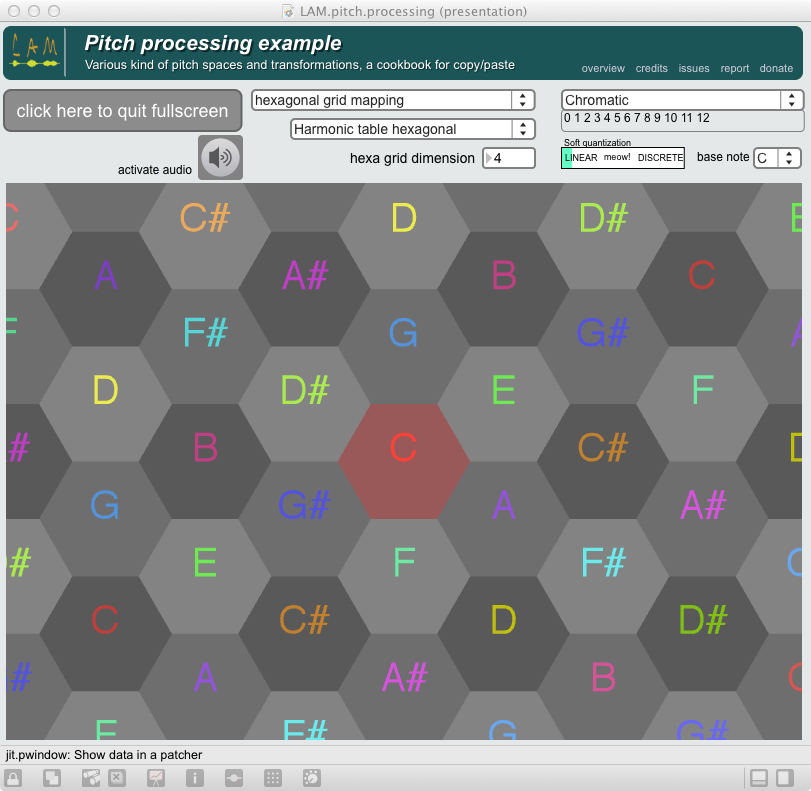 LAM.pitch.processing (presentation)
LAM
Pitch processing example
Various kind of pitch spaces and transformations, a cookbook for copy/paste
overview credits issues report donate
click here to quit fullscreen
hexagonal grid mapping
Chromatic
0 1 2 3 4 5 6 7 8 9 10 11 12
Harmonic table hexagonal
Soft quantization
activate audio
hexa grid dimension 4
LINEAR meow! DISCRETE
base note C
C C# D D# E
A A# B C
F F# G G# A
D D# E F
# B C C# D
G G# A A#
# E F F#
C C# D D#
# A A# B C
F F# G G#
jit.pwindow: Show data in a patcher